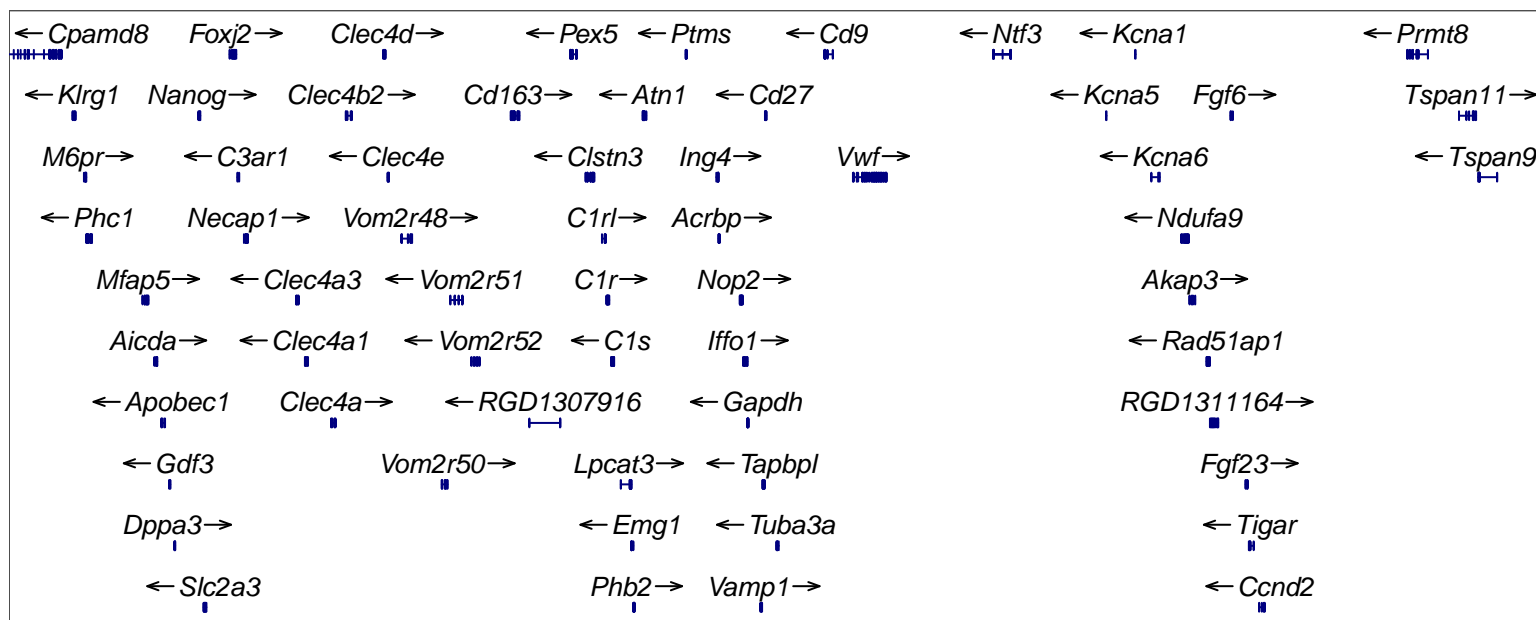 ← Cpamd8 Foxj2 → Clec4d → ← Pex5 ← Ptms ← Cd9 ← Ntf3 ← Kcna1 ← Prmt8
← Klrg1 Nanog → Clec4b2 → Cd163 → ← Atn1 ← Cd27 ← Kcna5 Fgf6 → Tspan11 →
M6pr → ← C3ar1 ← Clec4e ← Clstn3 Ing4 → Vwf → ← Kcna6 ← Tspan9
← Phc1 Necap1 → Vom2r48 → C1rl → Acrbp → ← Ndufa9
Mfap5 → ← Clec4a3 ← Vom2r51 C1r → Nop2 → Akap3 →
Aicda → ← Clec4a1 ← Vom2r52 ← C1s Iffo1 → ← Rad51ap1
← Apobec1 Clec4a → ← RGD1307916 ← Gapdh RGD1311164 →
← Gdf3 Vom2r50 → Lpcat3 → ← Tapbpl Fgf23 →
Dppa3 → ← Emg1 ← Tuba3a ← Tigar
← Slc2a3 Phb2 → Vamp1 → ← Ccnd2